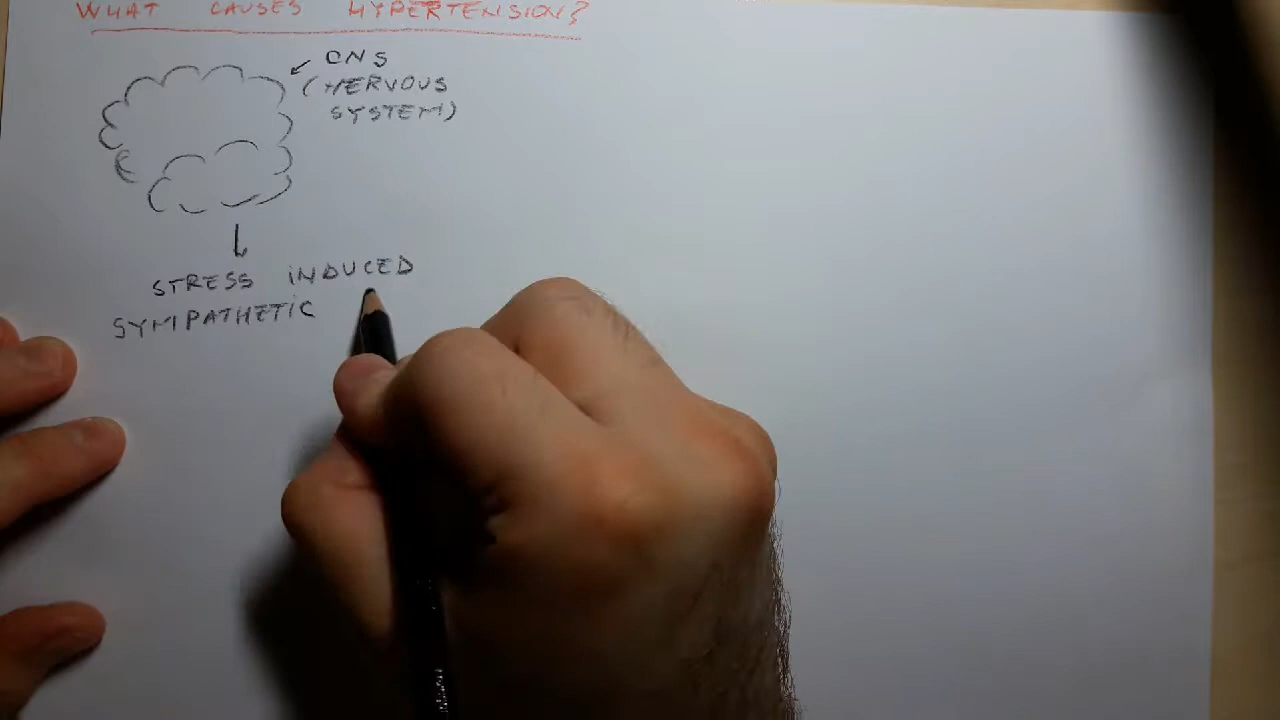 WHAT CAUSES HYPERTENSION?
CNS
(NERVOUS
SYSTEM)
STRESS INDUCED
SYMPATHETIC